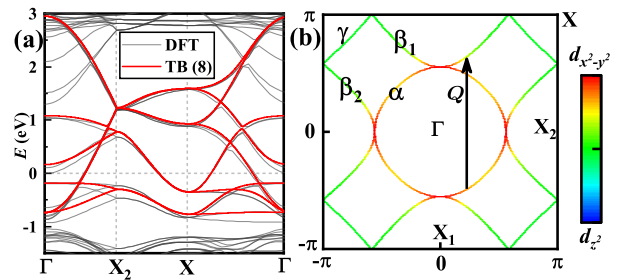 (a)
DFT
TB (8)
E (eV)
3
2
1
0
-1
Γ X₂ X Γ
(b)
π
0
-π
-π 0 π
γ β₁ X
β₂ α Q
Γ X₂
X₁
dx²-y²
dz²